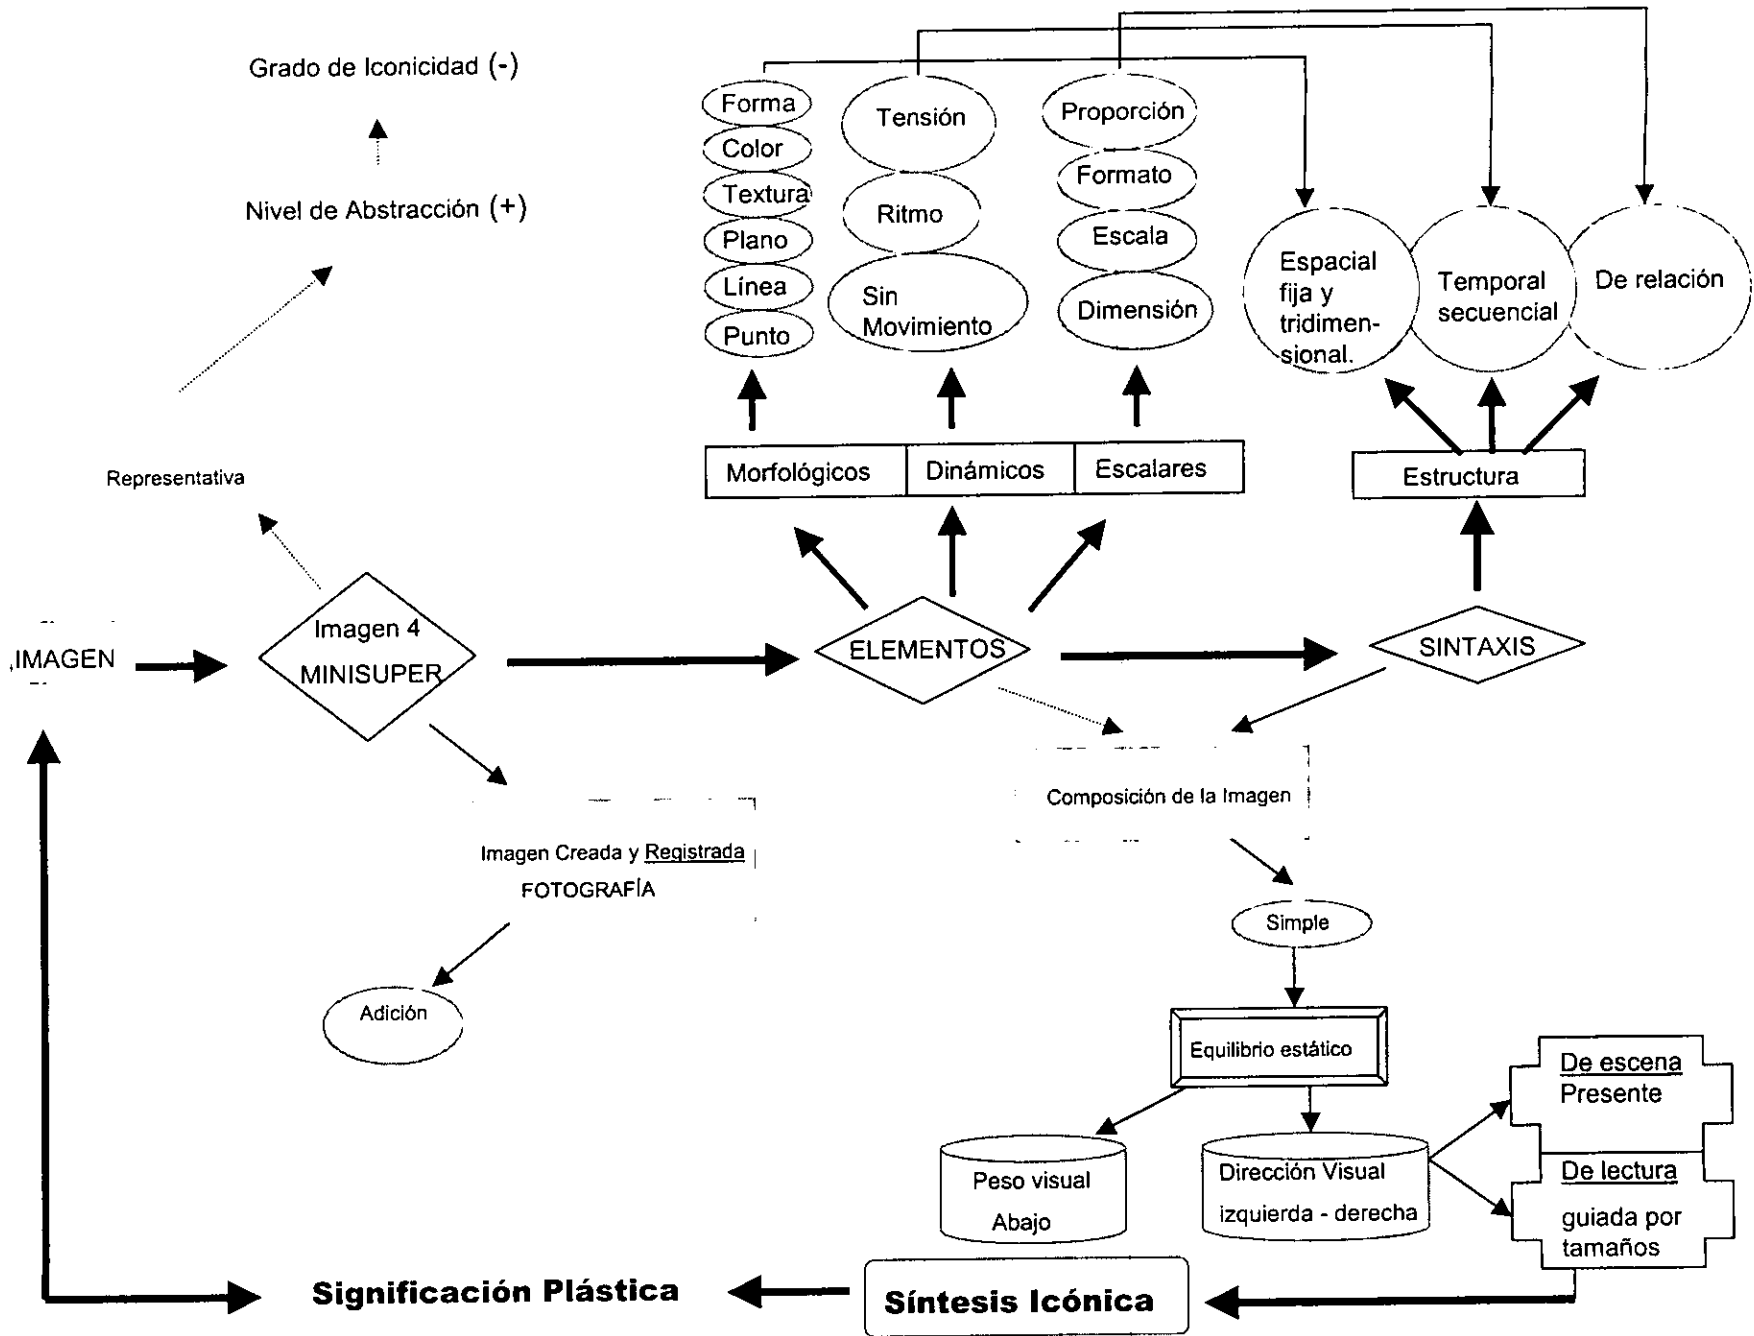 Grado de Iconicidad (-)
Nivel de Abstracción (+)
Representativa
Forma
Color
Textura
Plano
Línea
Punto
Tensión
Ritmo
Sin
Movimiento
Proporción
Formato
Escala
Dimensión
Espacial
fija y
tridimen-
sional.
Temporal
secuencial
De relación
Morfológicos
Dinámicos
Escalares
Estructura
IMAGEN
Imagen 4
MINISUPER
ELEMENTOS
SINTAXIS
Imagen Creada y Registrada
FOTOGRAFÍA
Adición
Composición de la Imagen
Simple
Equilibrio estático
Peso visual
Abajo
Dirección Visual
izquierda - derecha
De escena
Presente
De lectura
guiada por
tamaños
Significación Plástica
Síntesis Icónica